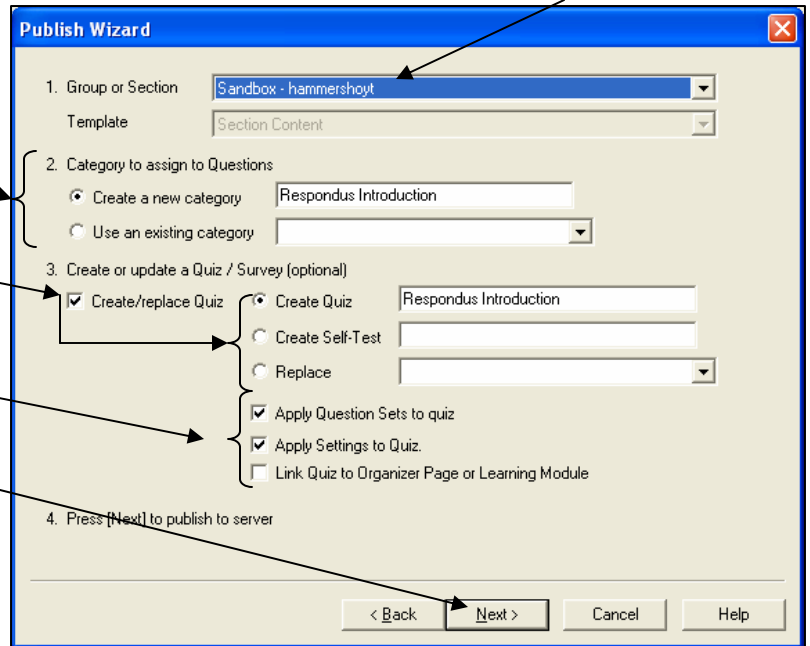 Publish Wizard
1. Group or Section Sandbox - hammershoyt
Template Section Content
2. Category to assign to Questions
Create a new category Respondus Introduction
Use an existing category
3. Create or update a Quiz / Survey (optional)
Create/replace Quiz Create Quiz Respondus Introduction
Create Self-Test
Replace
Apply Question Sets to quiz
Apply Settings to Quiz.
Link Quiz to Organizer Page or Learning Module
4. Press [Next] to publish to server
< Back Next > Cancel Help